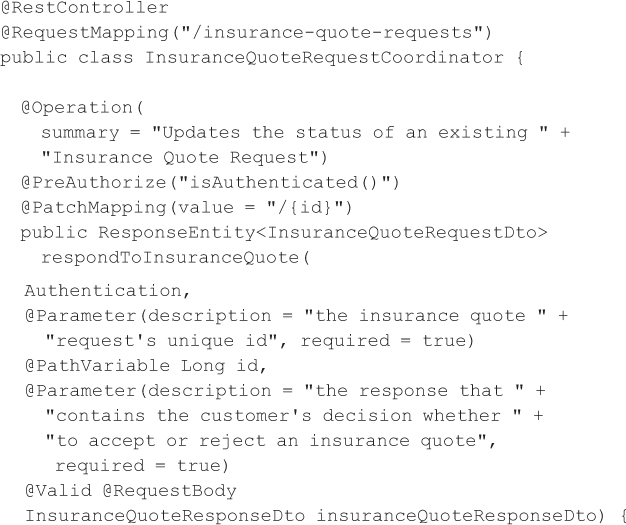 @RestController
@RequestMapping("/insurance-quote-requests")
public class InsuranceQuoteRequestCoordinator {
@Operation(
summary = "Updates the status of an existing " +
"Insurance Quote Request")
@PreAuthorize("isAuthenticated()")
@PatchMapping(value = "/{id}")
public ResponseEntity<InsuranceQuoteRequestDto>
respondToInsuranceQuote(
Authentication,
@Parameter(description = "the insurance quote " +
"request's unique id", required = true)
@PathVariable Long id,
@Parameter(description = "the response that " +
"contains the customer's decision whether " +
"to accept or reject an insurance quote",
required = true)
@Valid @RequestBody
InsuranceQuoteResponseDto insuranceQuoteResponseDto) {